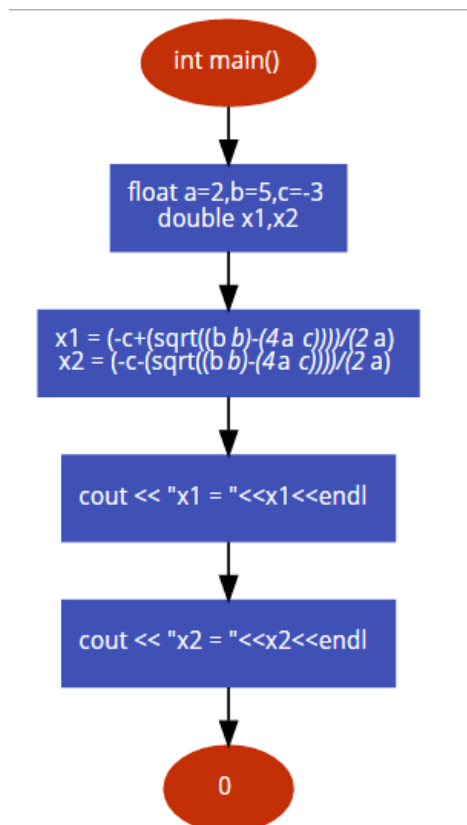 int main()
float a=2,b=5,c=-3
double x1,x2
x1 = (-c+(sqrt((b b)-(4 a c))))/(2 a)
x2 = (-c-(sqrt((b b)-(4 a c))))/(2 a)
cout << "x1 = "<<x1<<endl
cout << "x2 = "<<x2<<endl
0